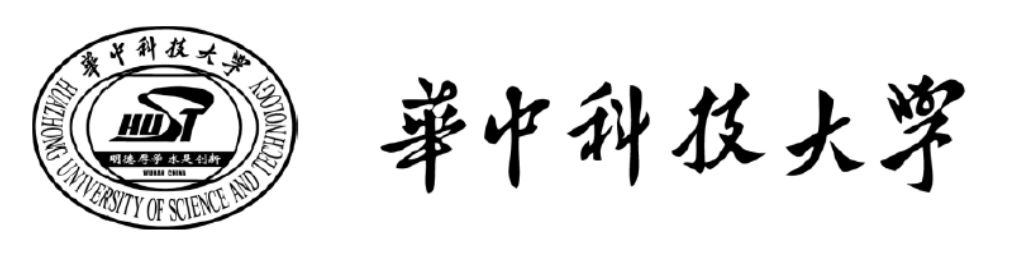 華中科技大學
HUAZHONG UNIVERSITY OF SCIENCE AND TECHNOLOGY
HUST
明德厚学 求是创新
WUHAN CHINA
華中科技大學